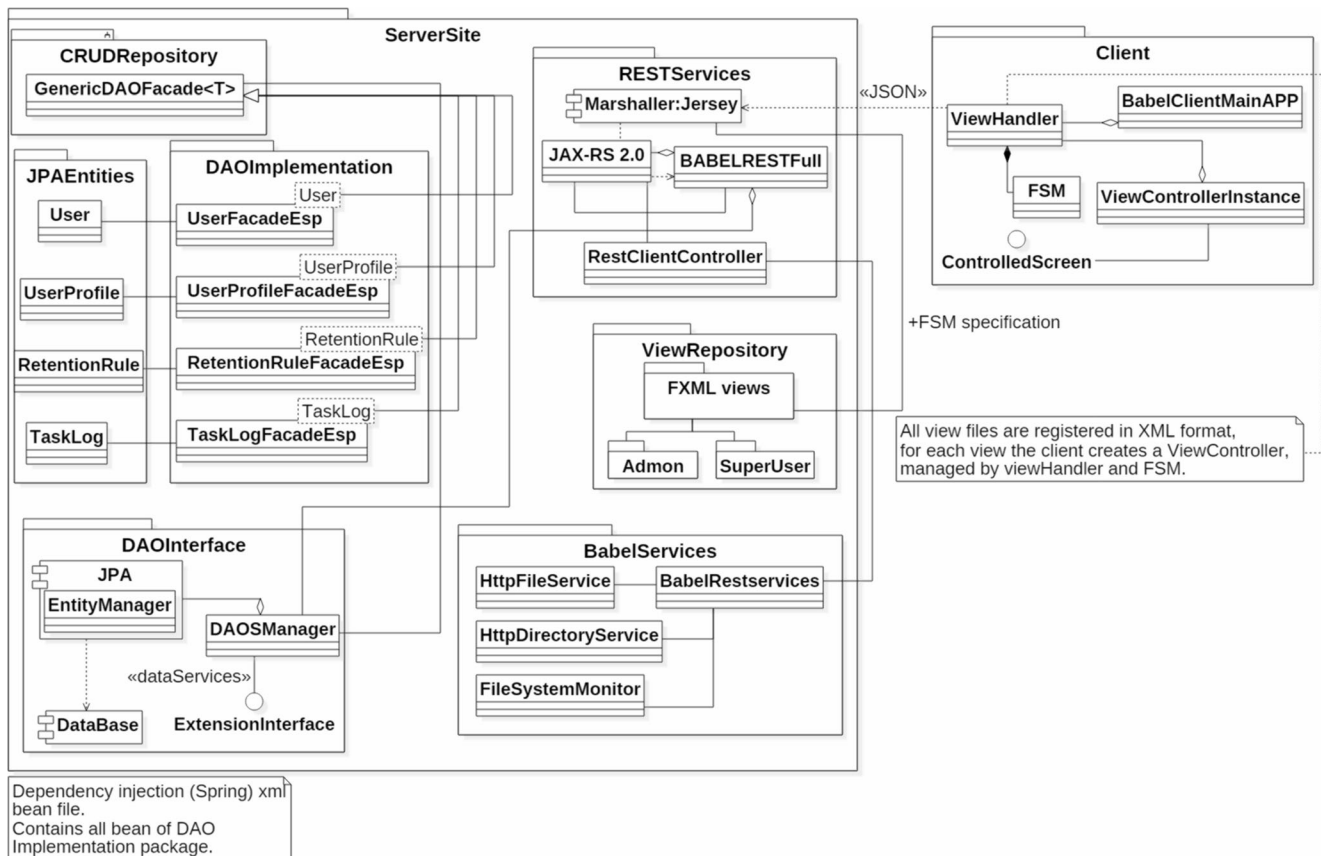 ServerSite
CRUDRepository
GenericDAOFacade<T>
JPAEntities
User
UserProfile
RetentionRule
TaskLog
DAOImplementation
User
UserFacadeEsp
UserProfile
UserProfileFacadeEsp
RetentionRule
RetentionRuleFacadeEsp
TaskLog
TaskLogFacadeEsp
RESTServices
Marshaller:Jersey
JAX-RS 2.0
BABELRESTFull
RestClientController
«JSON»
Client
ViewHandler
BabelClientMainAPP
FSM
ViewControllerInstance
ControlledScreen
+FSM specification
ViewRepository
FXML views
Admon
SuperUser
All view files are registered in XML format,
for each view the client creates a ViewController,
managed by viewHandler and FSM.
DAOInterface
JPA
EntityManager
DAOSManager
«dataServices»
DataBase
ExtensionInterface
BabelServices
HttpFileService
BabelRestservices
HttpDirectoryService
FileSystemMonitor
Dependency injection (Spring) xml
bean file.
Contains all bean of DAO
Implementation package.